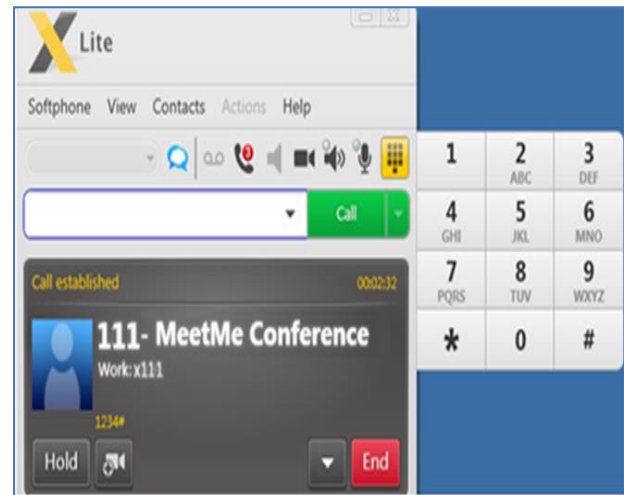 X Lite
Softphone View Contacts Actions Help
3
Call
Call established 00:02:32
111- MeetMe Conference
Work: x111
1234#
Hold End
1 2 3
ABC DEF
4 5 6
GHI JKL MNO
7 8 9
PQRS TUV WXYZ
* 0 #